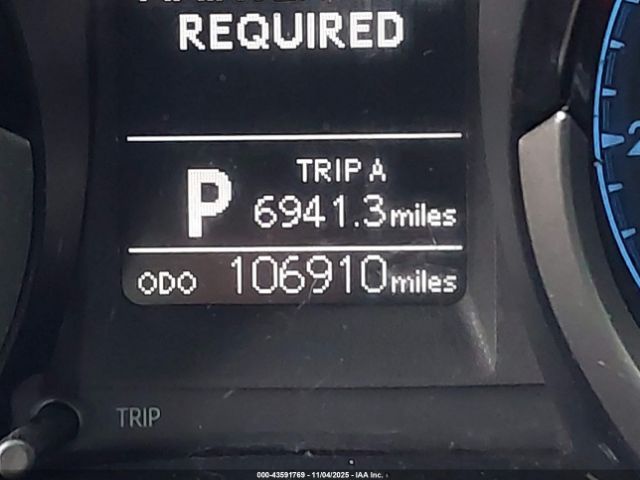 REQUIRED
TRIP A
P
6941.3 miles
ODO 106910 miles
TRIP
000-43591769 - 11/04/2025 - IAA Inc.